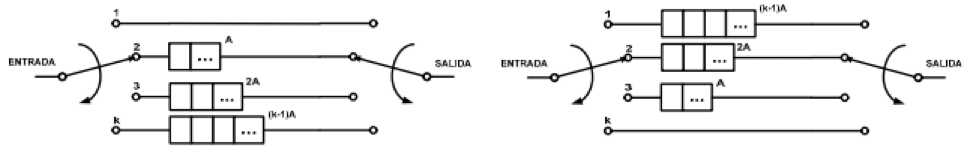 1
2
...
A
ENTRADA
SALIDA
3
...
2A
k
...
(k-1)A
1
...
(k-1)A
2
...
2A
ENTRADA
SALIDA
3
...
A
k